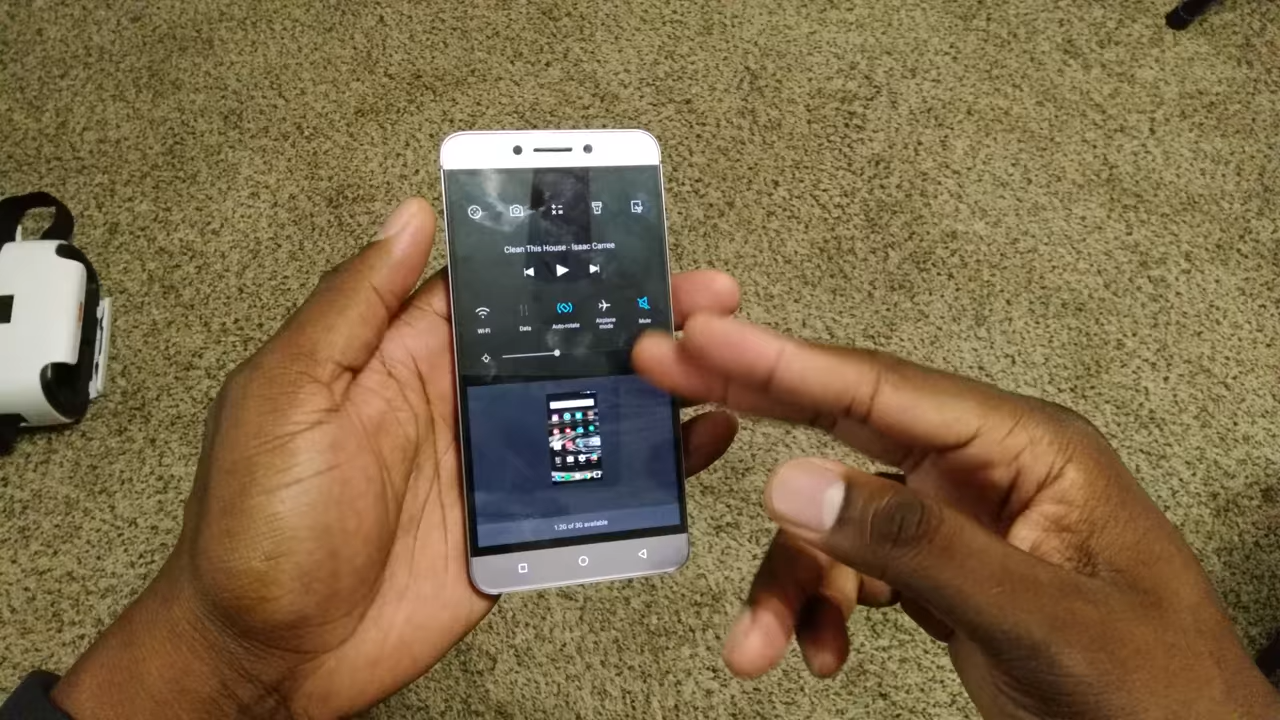 Clean This House - Isaac Carree
Wi-Fi
Data
Auto-rotate
Airplane
mode
Mute
1.2G of 3G available